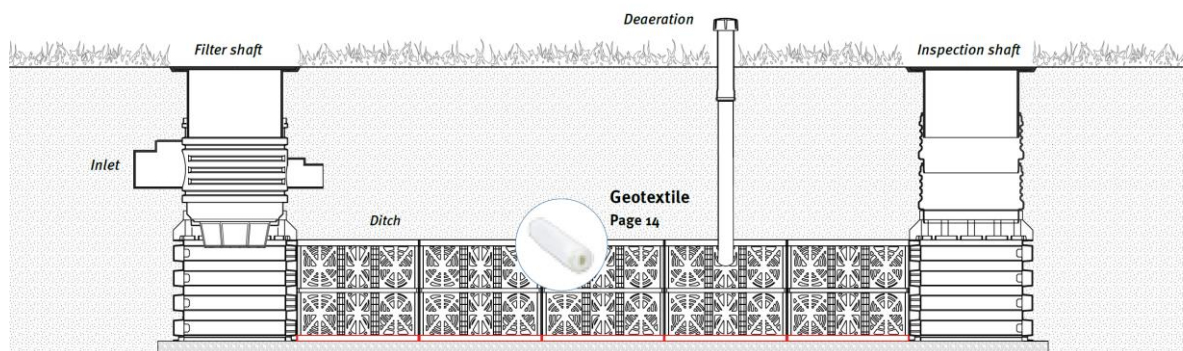 Deaeration
Filter shaft
Inspection shaft
Inlet
Geotextile
Page 14
Ditch